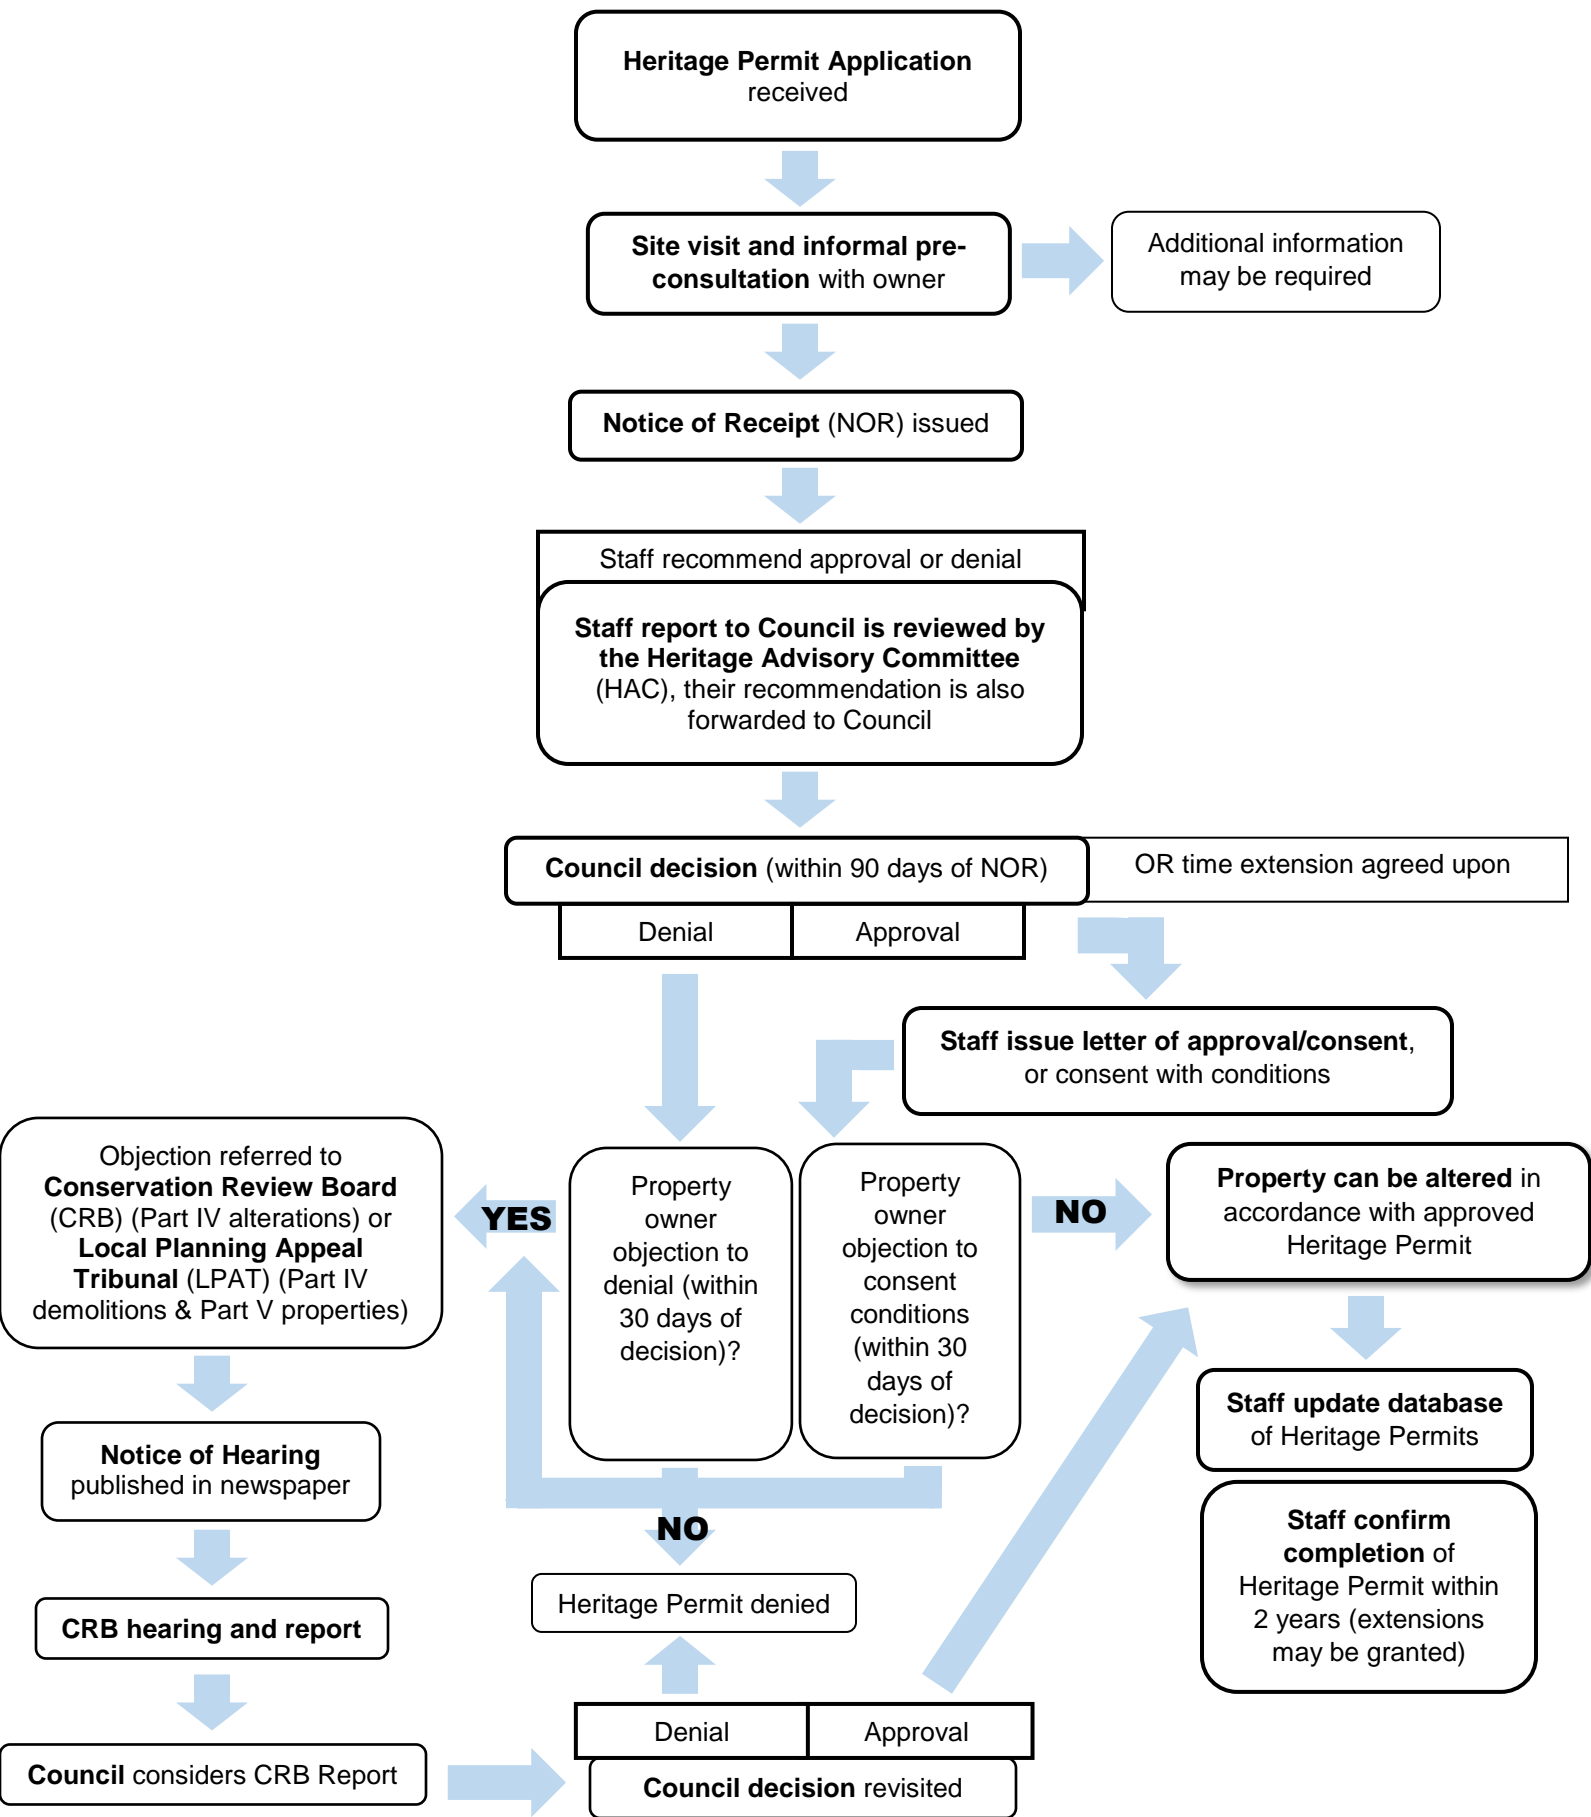 Heritage Permit Application
received
Site visit and informal pre-
consultation with owner
Additional information
may be required
Notice of Receipt (NOR) issued
Staff recommend approval or denial
Staff report to Council is reviewed by
the Heritage Advisory Committee
(HAC), their recommendation is also
forwarded to Council
Council decision (within 90 days of NOR)
OR time extension agreed upon
Denial
Approval
Staff issue letter of approval/consent,
or consent with conditions
Objection referred to
Conservation Review Board
(CRB) (Part IV alterations) or
Local Planning Appeal
Tribunal (LPAT) (Part IV
demolitions & Part V properties)
YES
Property
owner
objection to
denial (within
30 days of
decision)?
Property
owner
objection to
consent
conditions
(within 30
days of
decision)?
NO
Property can be altered in
accordance with approved
Heritage Permit
Staff update database
of Heritage Permits
Notice of Hearing
published in newspaper
NO
Staff confirm
completion of
Heritage Permit within
2 years (extensions
may be granted)
Heritage Permit denied
CRB hearing and report
Denial
Approval
Council considers CRB Report
Council decision revisited